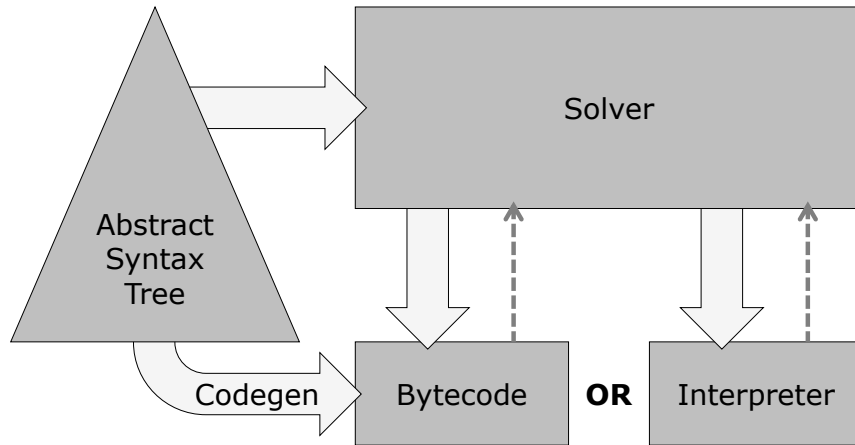 Solver
Abstract
Syntax
Tree
Codegen
Bytecode
OR
Interpreter